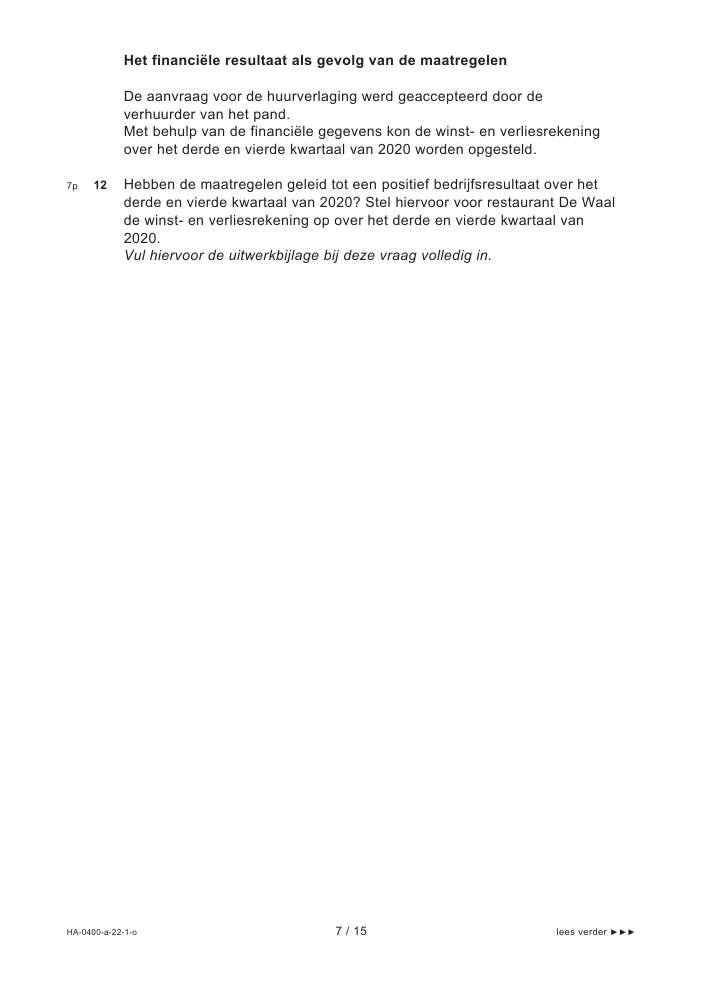 Het financiële resultaat als gevolg van de maatregelen
De aanvraag voor de huurverlaging werd geaccepteerd door de
verhuurder van het pand.
Met behulp van de financiële gegevens kon de winst- en verliesrekening
over het derde en vierde kwartaal van 2020 worden opgesteld.
7p 12 Hebben de maatregelen geleid tot een positief bedrijfsresultaat over het
derde en vierde kwartaal van 2020? Stel hiervoor voor restaurant De Waal
de winst- en verliesrekening op over het derde en vierde kwartaal van
2020.
Vul hiervoor de uitwerkbijlage bij deze vraag volledig in.
HA-0400-a-22-1-o 7 / 15 lees verder ►►►